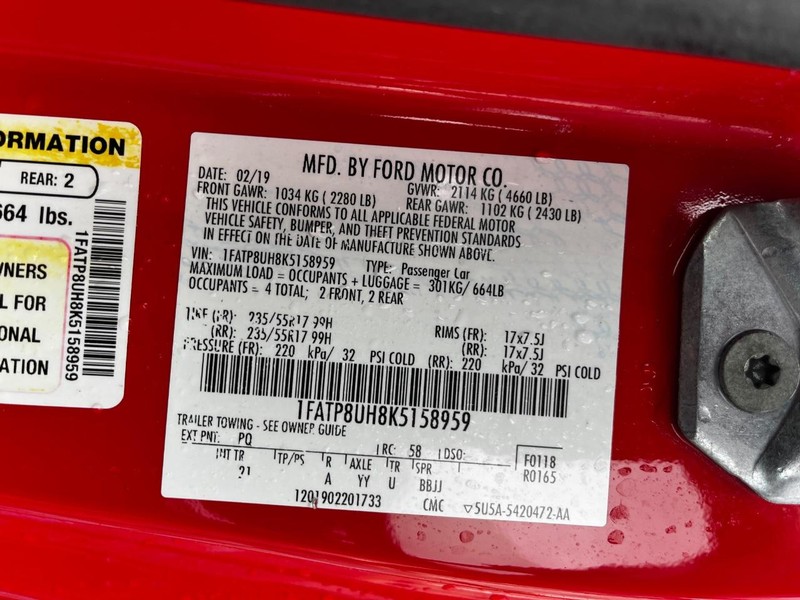 ORMATION
REAR: 2
664 lbs.
WNERS
L FOR
ONAL
ATION
1FATP8UH8K5158959
MFD. BY FORD MOTOR CO.
DATE: 02/19 GVWR: 2114 KG ( 4660 LB)
FRONT GAWR: 1034 KG ( 2280 LB) REAR GAWR: 1102 KG ( 2430 LB)
THIS VEHICLE CONFORMS TO ALL APPLICABLE FEDERAL MOTOR
VEHICLE SAFETY, BUMPER, AND THEFT PREVENTION STANDARDS
IN EFFECT ON THE DATE OF MANUFACTURE SHOWN ABOVE.
VIN: 1FATP8UH8K5158959 TYPE: Passenger Car
MAXIMUM LOAD = OCCUPANTS + LUGGAGE = 301KG/ 664LB
OCCUPANTS = 4 TOTAL; 2 FRONT, 2 REAR
(FR): 235/55R17 99H RIMS (FR): 17x7.5J
(RR): 235/55R17 99H (RR): 17x7.5J
PRESSURE (FR): 220 kPa/ 32 PSI COLD (RR): 220 kPa/ 32 PSI COLD
1FATP8UH8K5158959
TRAILER TOWING - SEE OWNER GUIDE
EXT PNT: PQ RC: 58 DSO: F0118
INT TR TP/PS R AXLE TR SPR R0165
A YY U BBJJ
1201902201733 CMC ▽5U5A-5420472-AA